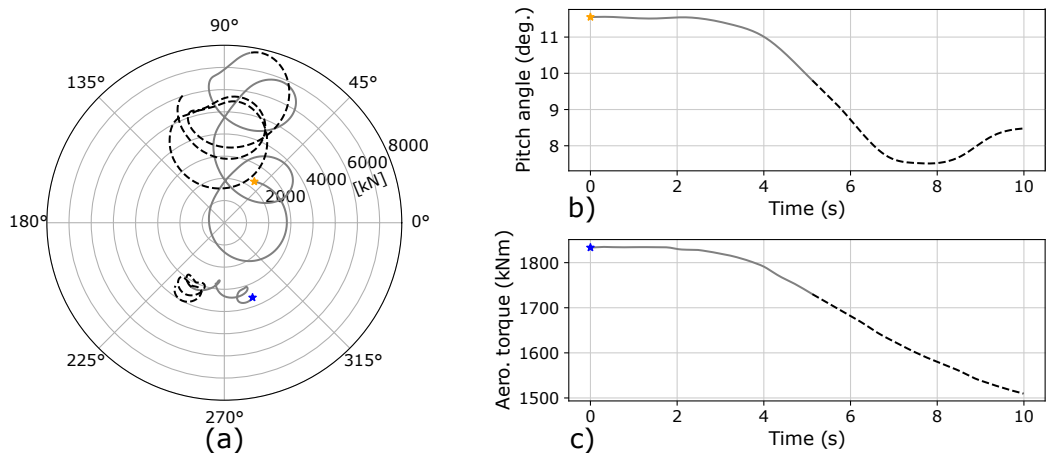 90°
135°
45°
180°
0°
225°
315°
270°
2000
4000
6000
8000
[kN]
(a)
Pitch angle (deg.)
11
10
9
8
0 2 4 6 8 10
Time (s)
b)
Aero. torque (kNm)
1800
1700
1600
1500
0 2 4 6 8 10
Time (s)
c)